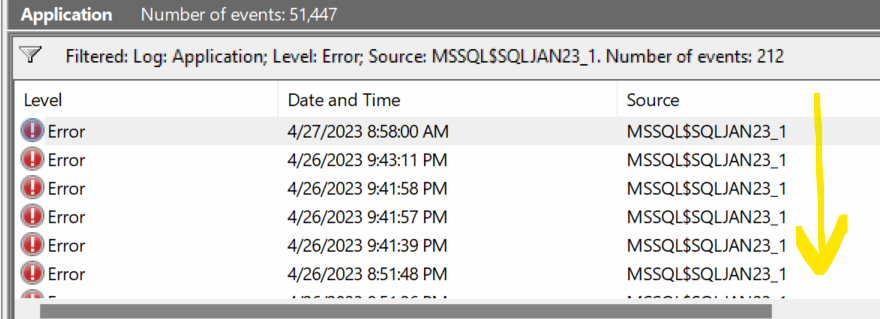 Application Number of events: 51,447
Filtered: Log: Application; Level: Error; Source: MSSQL$SQLJAN23_1. Number of events: 212
Level Date and Time Source
Error 4/27/2023 8:58:00 AM MSSQL$SQLJAN23_1
Error 4/26/2023 9:43:11 PM MSSQL$SQLJAN23_1
Error 4/26/2023 9:41:58 PM MSSQL$SQLJAN23_1
Error 4/26/2023 9:41:57 PM MSSQL$SQLJAN23_1
Error 4/26/2023 9:41:39 PM MSSQL$SQLJAN23_1
Error 4/26/2023 8:51:48 PM MSSQL$SQLJAN23_1